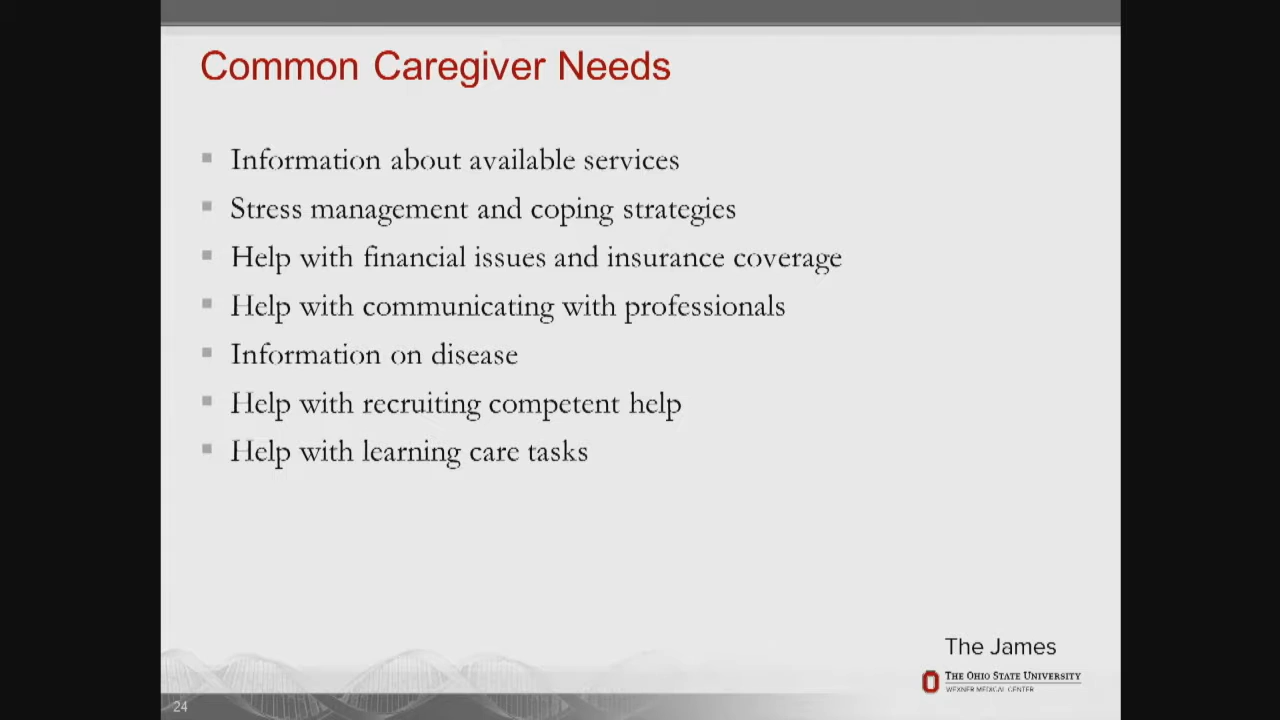 Common Caregiver Needs
Information about available services
Stress management and coping strategies
Help with financial issues and insurance coverage
Help with communicating with professionals
Information on disease
Help with recruiting competent help
Help with learning care tasks
The James
THE OHIO STATE UNIVERSITY
WEXNER MEDICAL CENTER
24